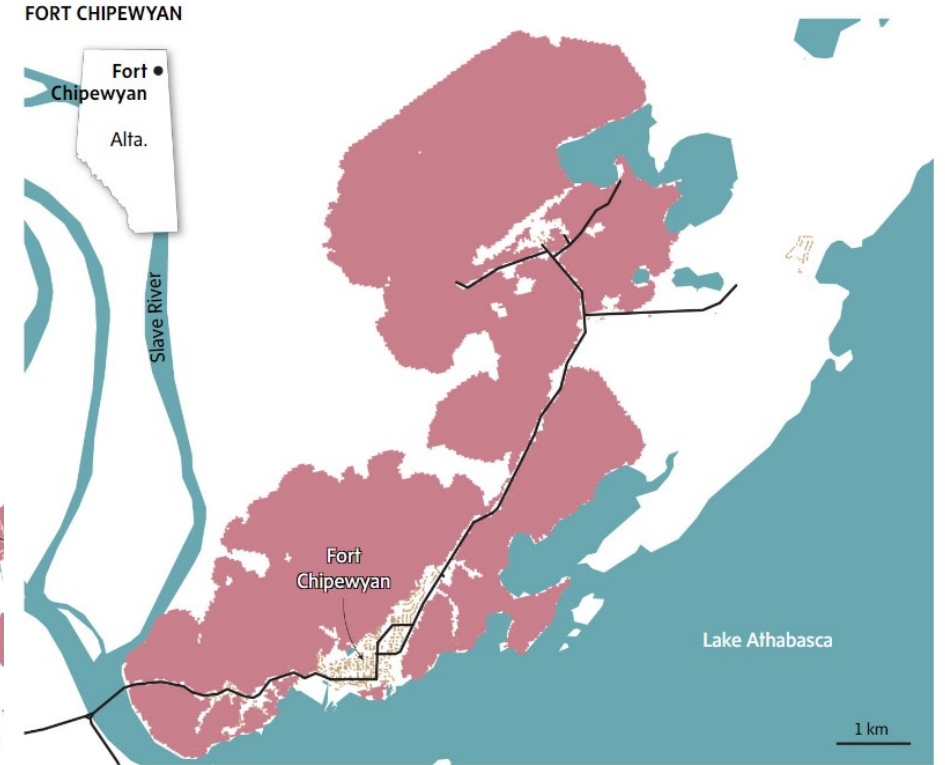 FORT CHIPEWYAN
Fort
Chipewyan
Alta.
Slave River
Fort
Chipewyan
Lake Athabasca
1 km